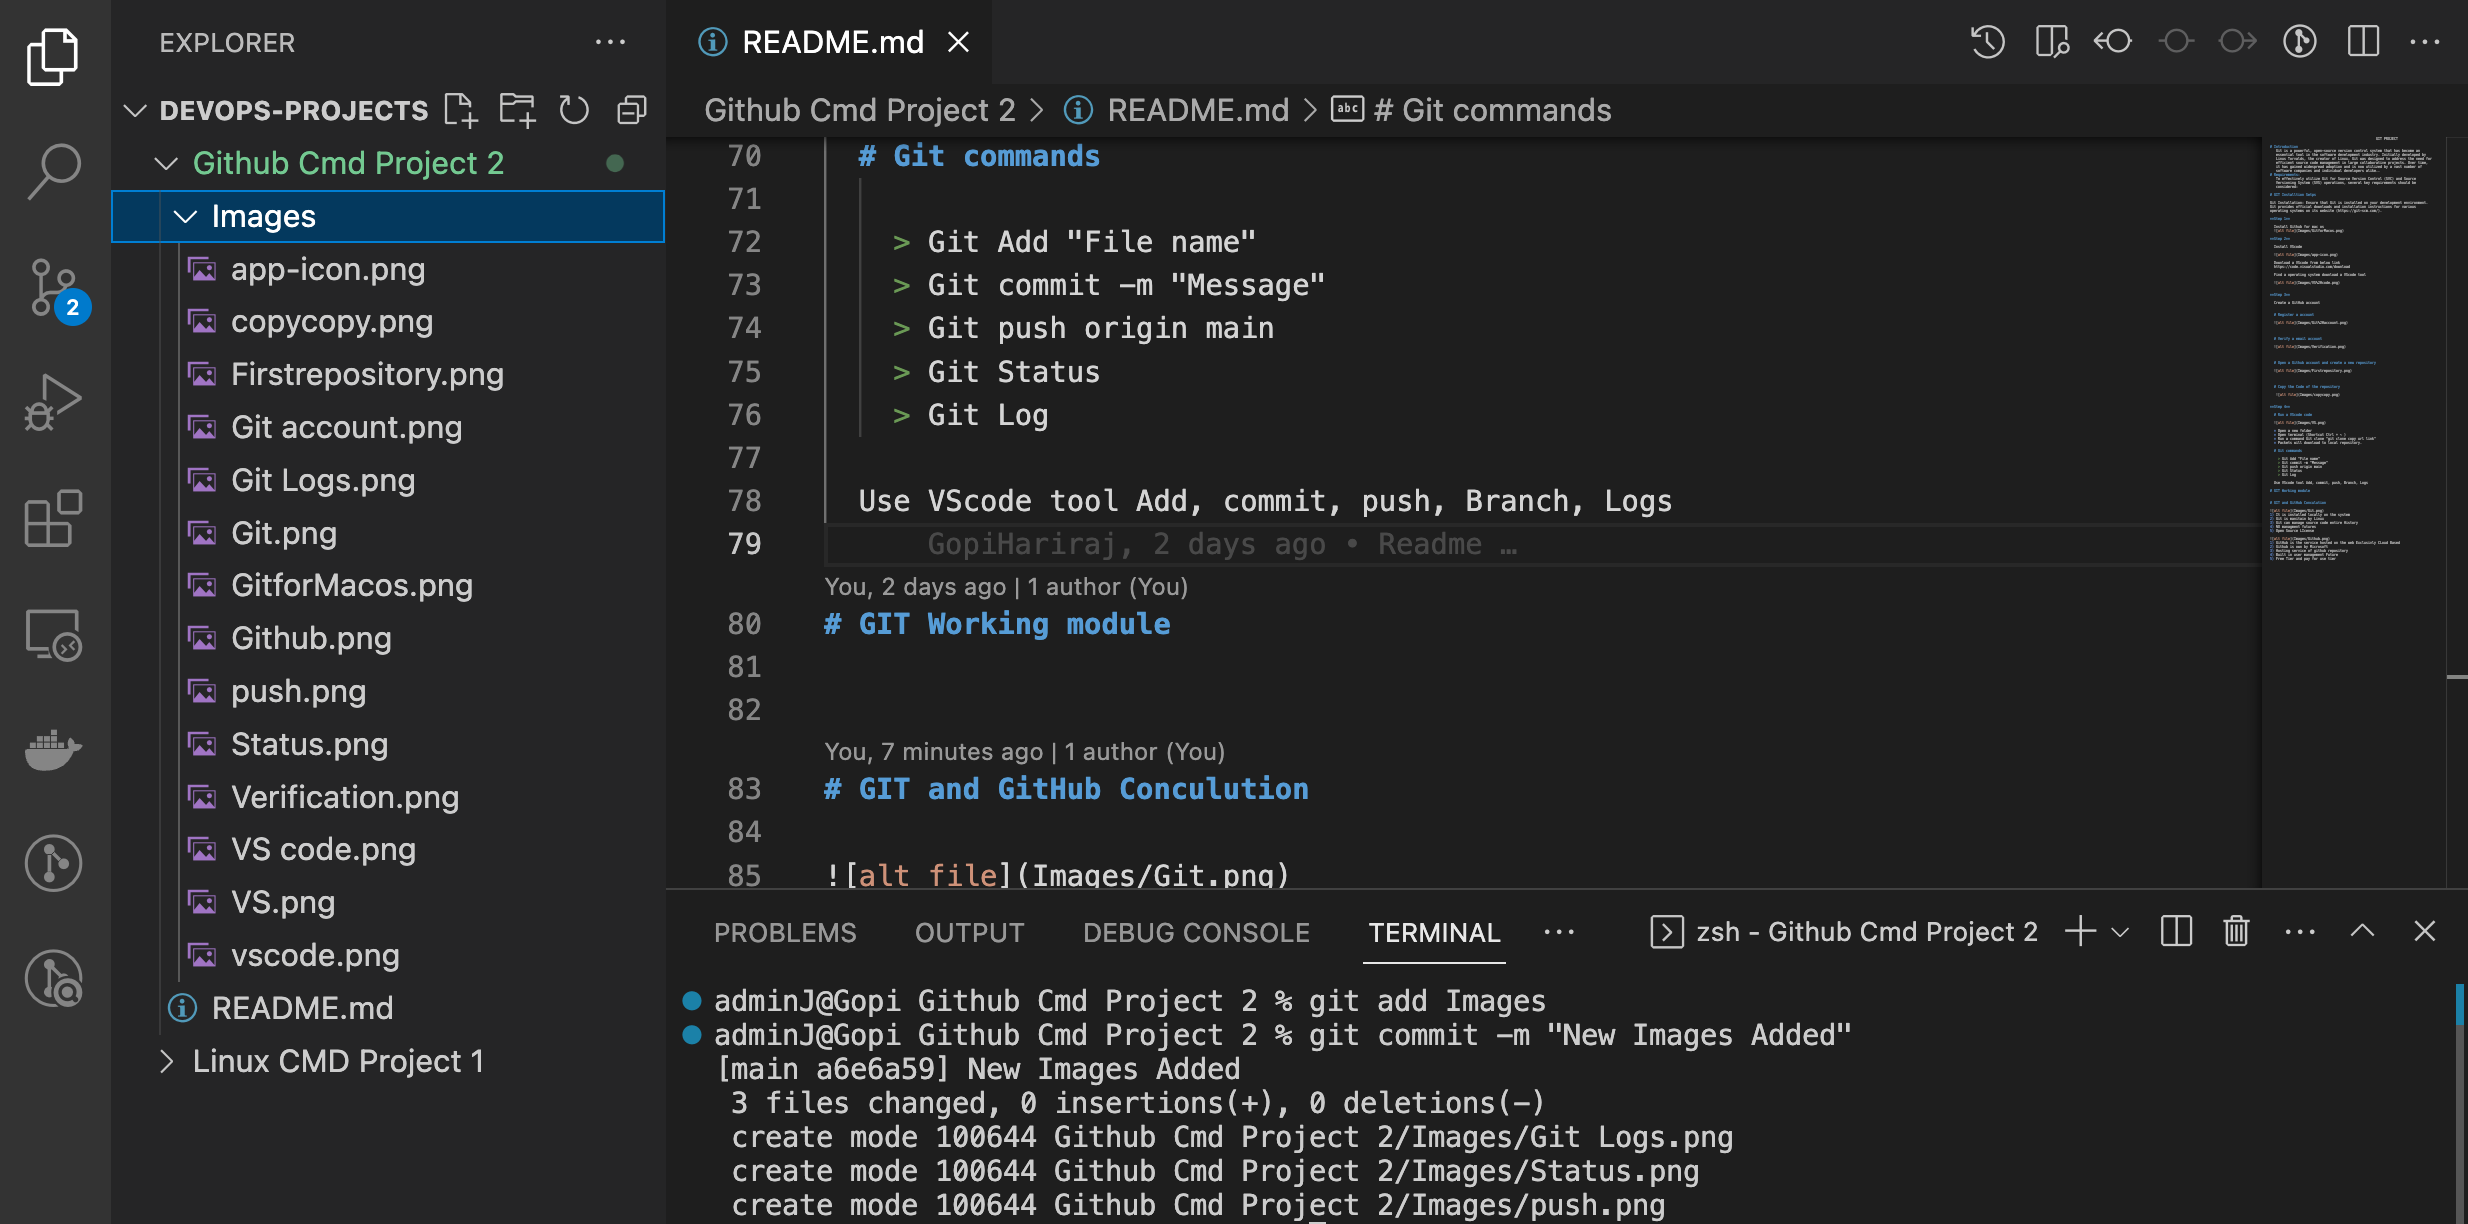 EXPLORER
DEVOPS-PROJECTS
Github Cmd Project 2
Images
app-icon.png
copycopy.png
Firstrepository.png
Git account.png
Git Logs.png
Git.png
GitforMacos.png
Github.png
push.png
Status.png
Verification.png
VS code.png
VS.png
vscode.png
README.md
Linux CMD Project 1
2
README.md
Github Cmd Project 2 > README.md > abc # Git commands
70 # Git commands
71
72 > Git Add "File name"
73 > Git commit -m "Message"
74 > Git push origin main
75 > Git Status
76 > Git Log
77
78 Use VScode tool Add, commit, push, Branch, Logs
79 GopiHariraj, 2 days ago • Readme …
You, 2 days ago | 1 author (You)
80 # GIT Working module
81
82
You, 7 minutes ago | 1 author (You)
83 # GIT and GitHub Conculution
84
85 ![alt file](Images/Git.png)
PROBLEMS OUTPUT DEBUG CONSOLE TERMINAL zsh - Github Cmd Project 2
adminJ@Gopi Github Cmd Project 2 % git add Images
adminJ@Gopi Github Cmd Project 2 % git commit -m "New Images Added"
[main a6e6a59] New Images Added
3 files changed, 0 insertions(+), 0 deletions(-)
create mode 100644 Github Cmd Project 2/Images/Git Logs.png
create mode 100644 Github Cmd Project 2/Images/Status.png
create mode 100644 Github Cmd Project 2/Images/push.png